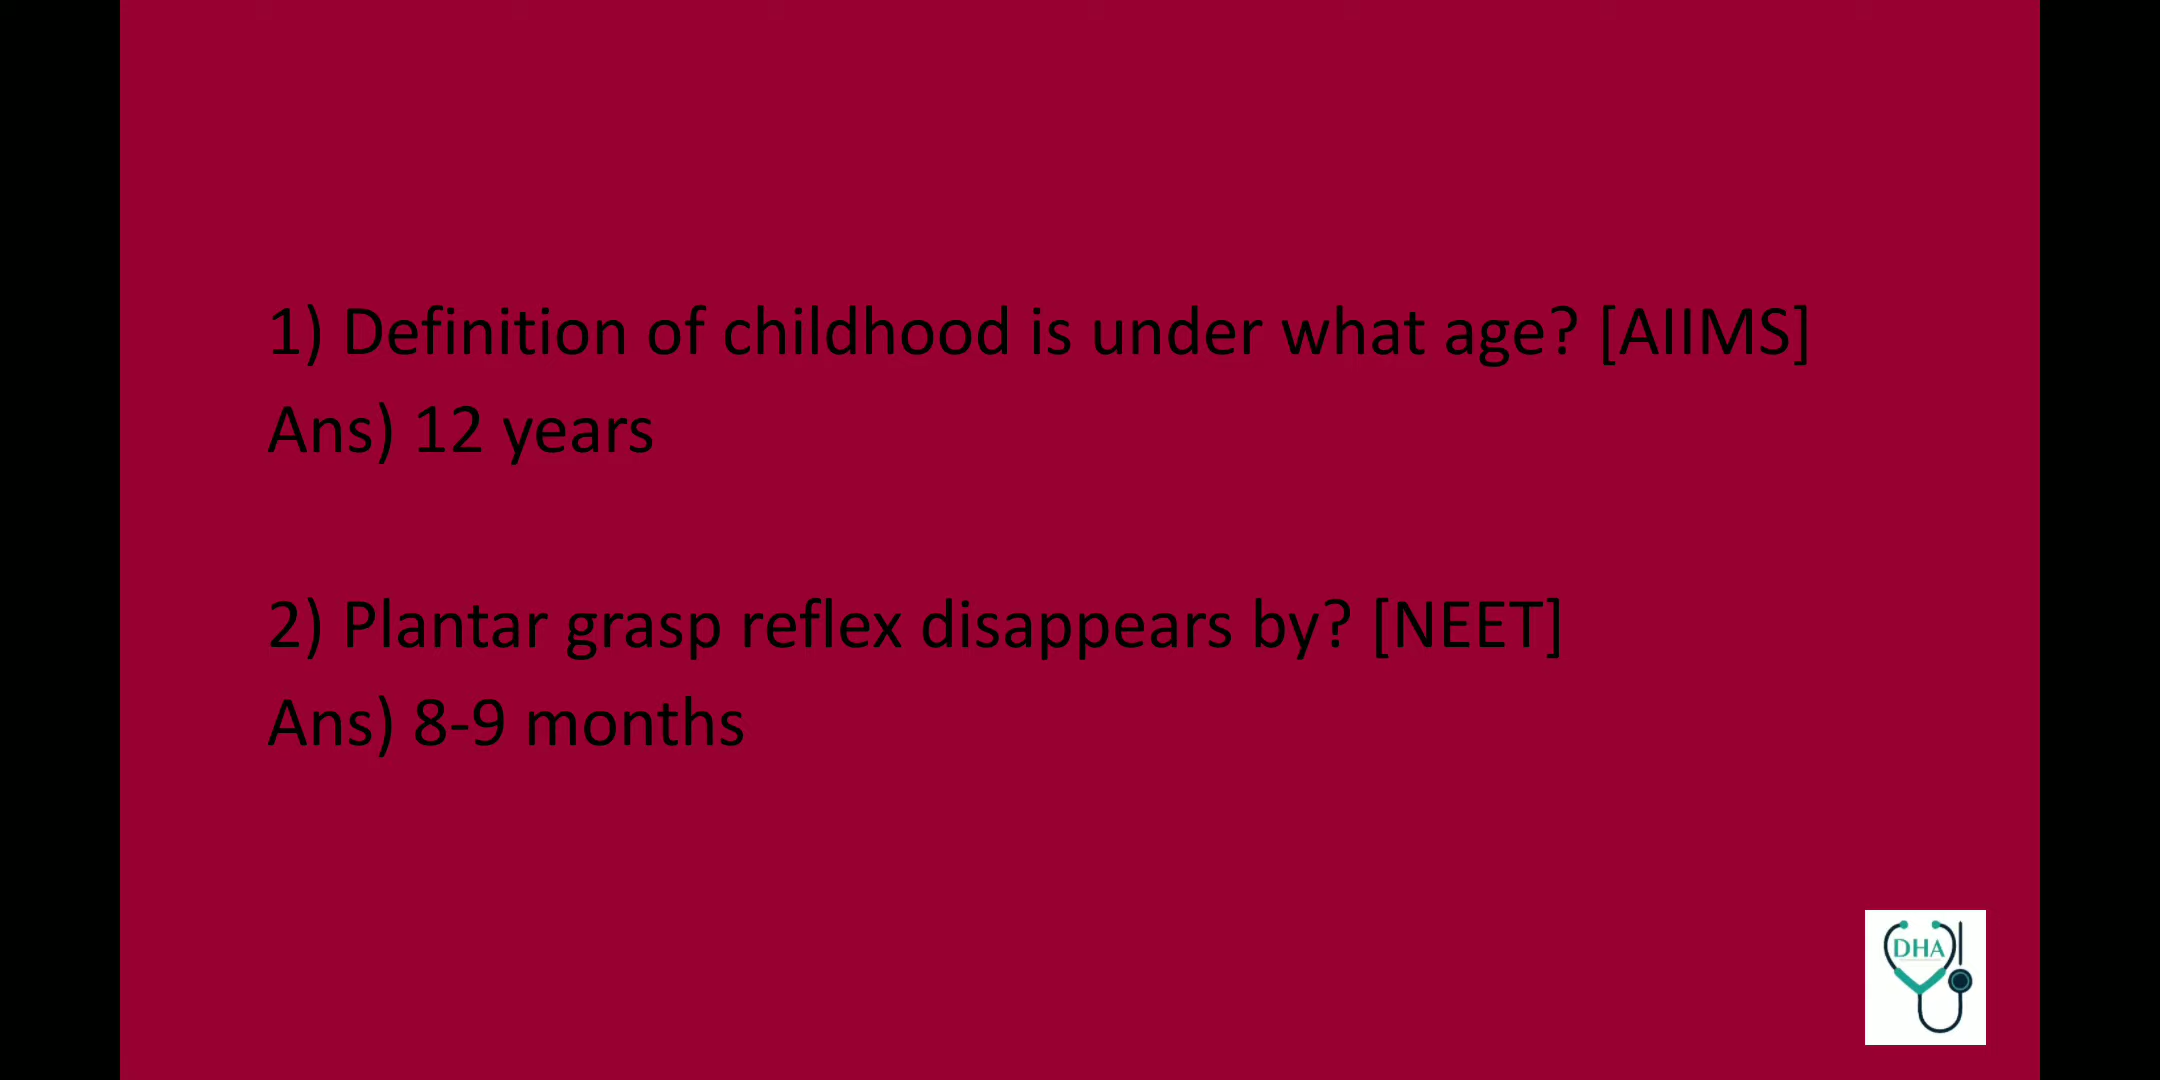 1) Definition of childhood is under what age? [AIIMS]
Ans) 12 years
2) Plantar grasp reflex disappears by? [NEET]
Ans) 8-9 months
DHA